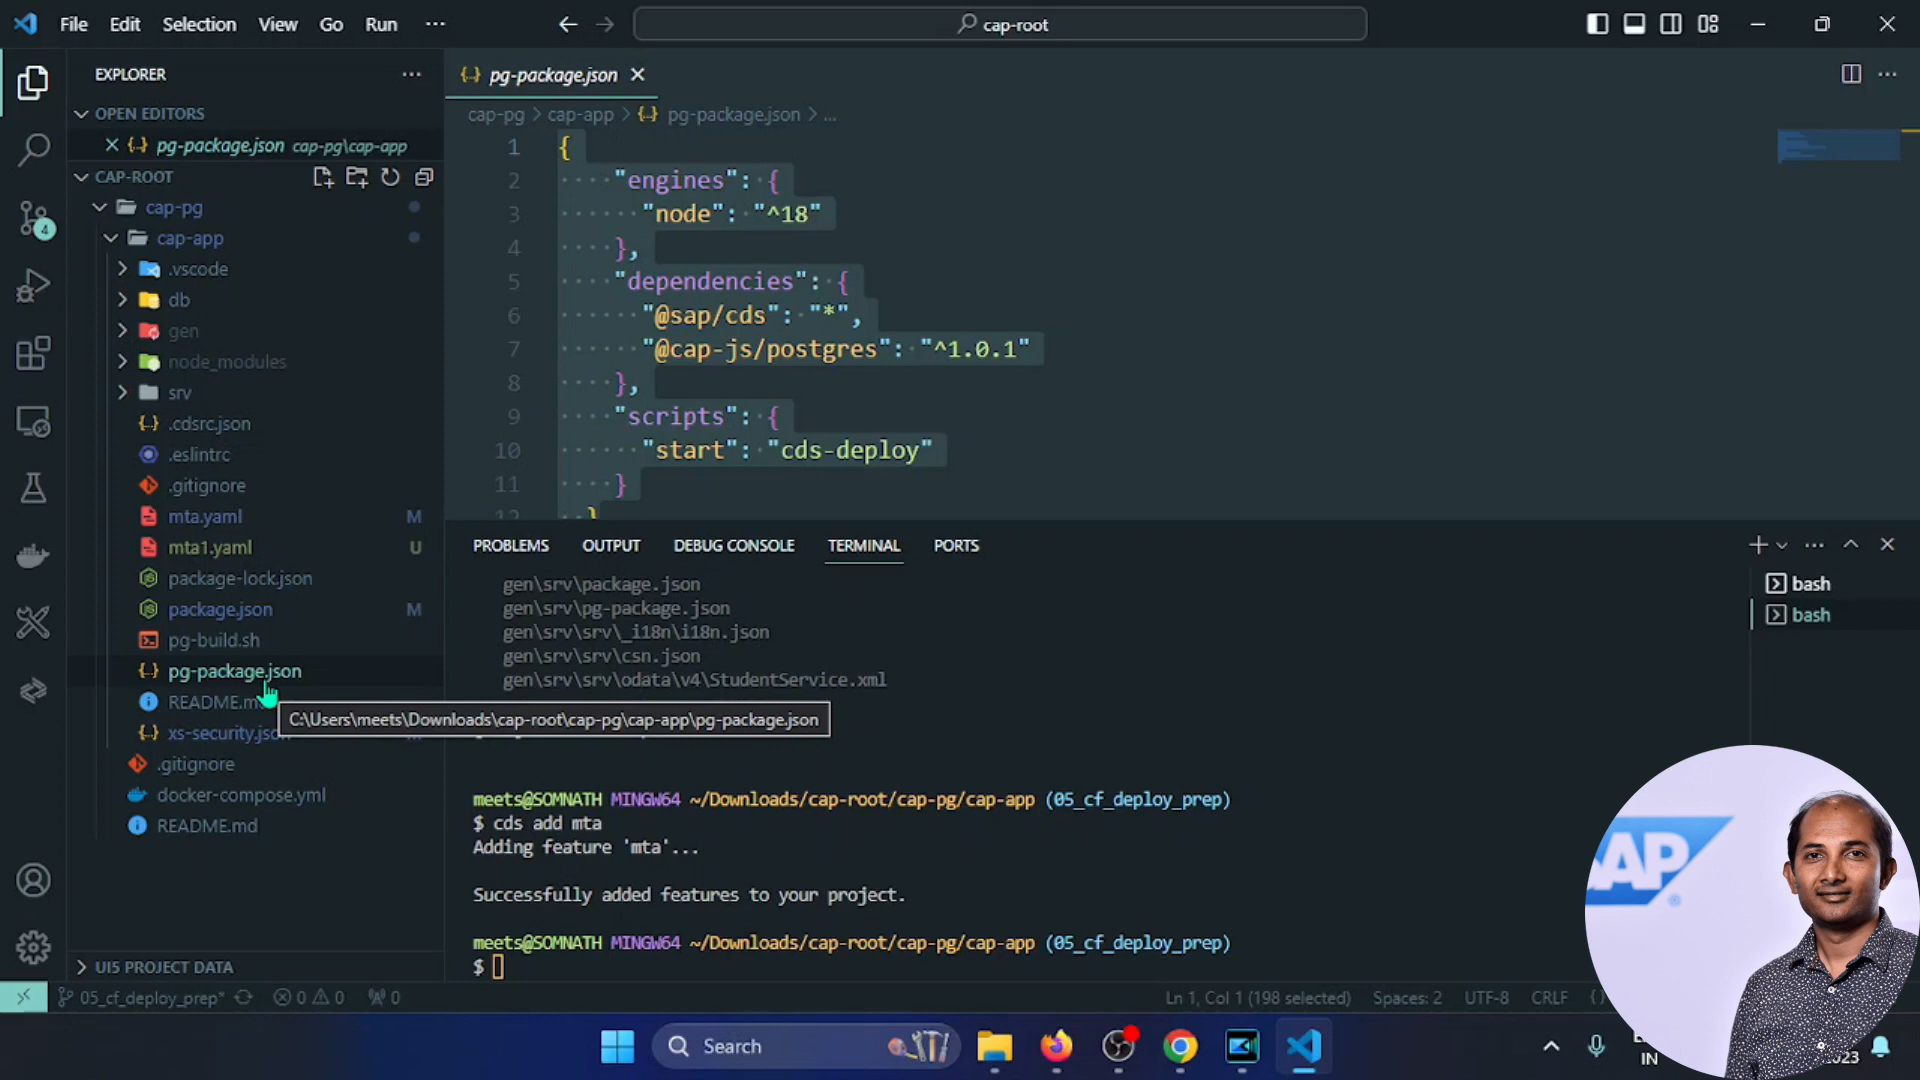 File Edit Selection View Go Run ···
cap-root
EXPLORER
OPEN EDITORS
pg-package.json cap-pg\cap-app
CAP-ROOT
cap-pg
cap-app
.vscode
db
gen
node_modules
srv
.cdsrc.json
.eslintrc
.gitignore
mta.yaml M
mta1.yaml U
package-lock.json
package.json M
pg-build.sh
pg-package.json
README.m
xs-security.jso
.gitignore
docker-compose.yml
README.md
UI5 PROJECT DATA
4
pg-package.json
cap-pg > cap-app > {..} pg-package.json > ...
1 {
2 "engines": {
3 "node": "^18"
4 },
5 "dependencies": {
6 "@sap/cds": "*",
7 "@cap-js/postgres": "^1.0.1"
8 },
9 "scripts": {
10 "start": "cds-deploy"
11 }
12 }
PROBLEMS OUTPUT DEBUG CONSOLE TERMINAL PORTS
gen\srv\package.json
gen\srv\pg-package.json
gen\srv\srv\_i18n\i18n.json
gen\srv\srv\csn.json
gen\srv\srv\odata\v4\StudentService.xml
C:\Users\meets\Downloads\cap-root\cap-pg\cap-app\pg-package.json
meets@SOMNATH MINGW64 ~/Downloads/cap-root/cap-pg/cap-app (05_cf_deploy_prep)
$ cds add mta
Adding feature 'mta'...
Successfully added features to your project.
meets@SOMNATH MINGW64 ~/Downloads/cap-root/cap-pg/cap-app (05_cf_deploy_prep)
$
bash
bash
05_cf_deploy_prep* 0 0 0
Ln 1, Col 1 (198 selected) Spaces: 2 UTF-8 CRLF
Search
IN
2023
AP